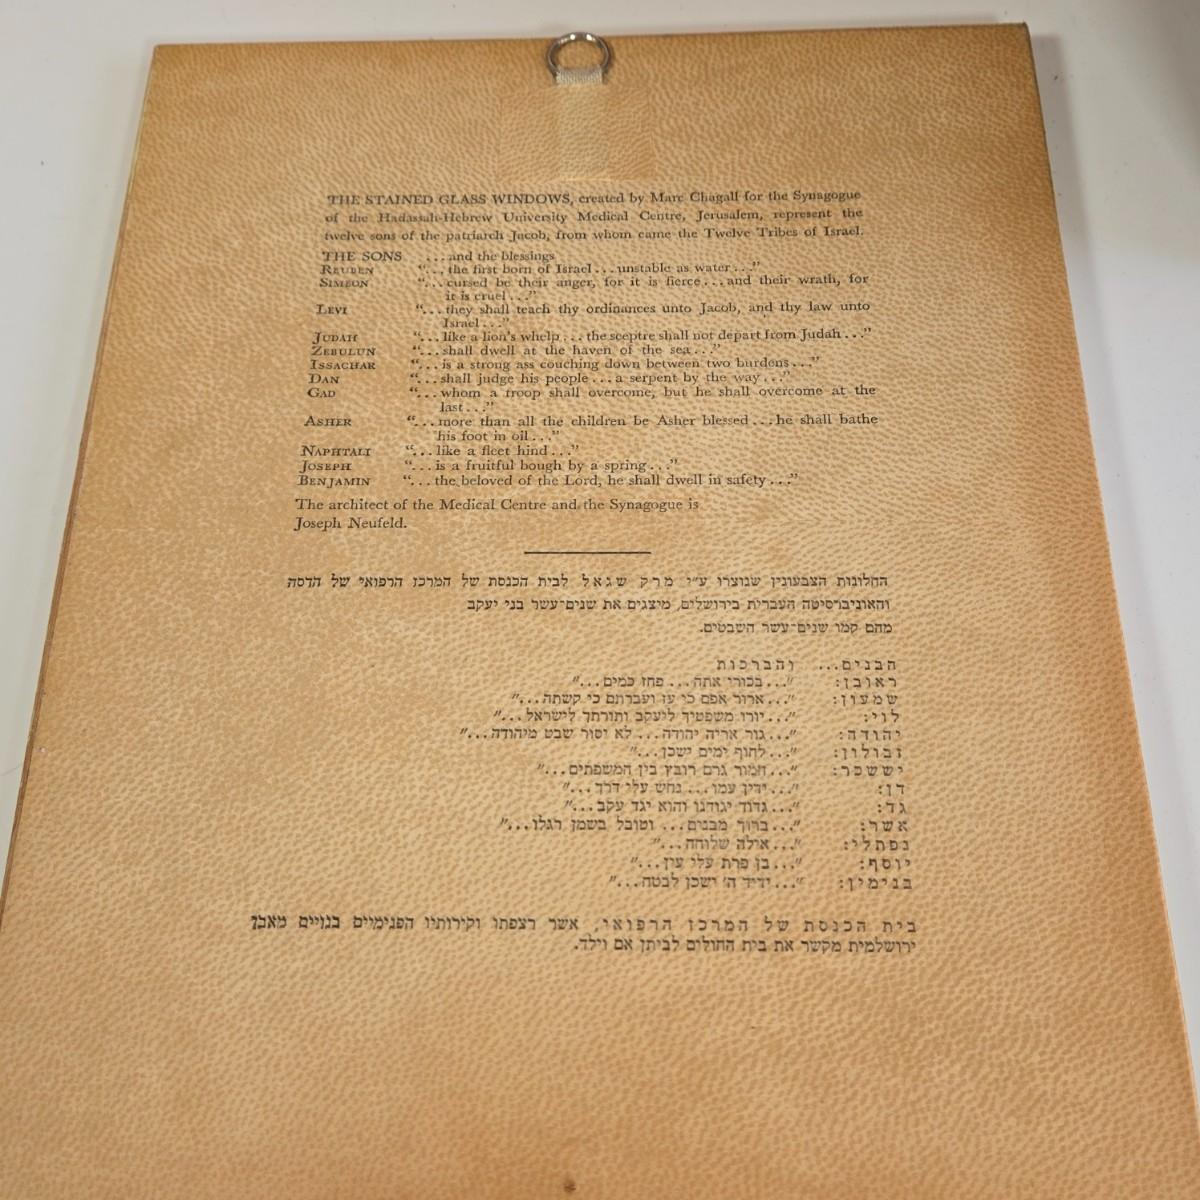 THE STAINED GLASS WINDOWS, created by Marc Chagall for the Synagogue
of the Hadassah-Hebrew University Medical Centre, Jerusalem, represent the
twelve sons of the patriarch Jacob, from whom came the Twelve Tribes of Israel.
THE SONS ...and the blessings
REUBEN "... the first born of Israel ... unstable as water ..."
SIMEON "... cursed be their anger, for it is fierce ... and their wrath, for
it is cruel ..."
LEVI "... they shall teach thy ordinances unto Jacob, and thy law unto
Israel ..."
JUDAH "... like a lion's whelp ... the sceptre shall not depart from Judah ..."
ZEBULUN "... shall dwell at the haven of the sea ..."
ISSACHAR "... is a strong ass couching down between two burdens ..."
DAN "... shall judge his people ... a serpent by the way ..."
GAD "... whom a troop shall overcome, but he shall overcome at the
last ..."
ASHER "... more than all the children be Asher blessed ... he shall bathe
his foot in oil ..."
NAPHTALI "... like a fleet hind ..."
JOSEPH "... is a fruitful bough by a spring ..."
BENJAMIN "... the beloved of the Lord, he shall dwell in safety ..."
The architect of the Medical Centre and the Synagogue is
Joseph Neufeld.
החלונות הצבעונין שנוצרו ע״י מרק שגאל לבית הכנסת של המרכז הרפואי של הדסה
והאוניברסיטה העברית בירושלים, מיצגים את שנים־עשר בני יעקב
מהם קמו שנים־עשר השבטים.
הבנים... והברכות
ראובן: "...בכורי אתה... פחז כמים..."
שמעון: "...ארור אפם כי עז ועברתם כי קשתה..."
לוי: "...יורו משפטיך ליעקב ותורתך לישראל..."
יהודה: "...גור אריה יהודה... לא יסור שבט מיהודה..."
זבולון: "...לחוף ימים ישכן..."
יששכר: "...חמור גרם רובץ בין המשפתים..."
דן: "...ידין עמו... נחש עלי דרך..."
גד: "...גדוד יגודנו והוא יגד עקב..."
אשר: "...ברוך מבנים... וטובל בשמן רגלו..."
נפתלי: "...אילה שלוחה..."
יוסף: "...בן פרת עלי עין..."
בנימין: "...ידיד ה' ישכן לבטח..."
בית הכנסת של המרכז הרפואי, אשר רצפתו וקירותיו הפנימיים בנויים מאבן
ירושלמית מקשר את בית החולים לביתן אם וילד.